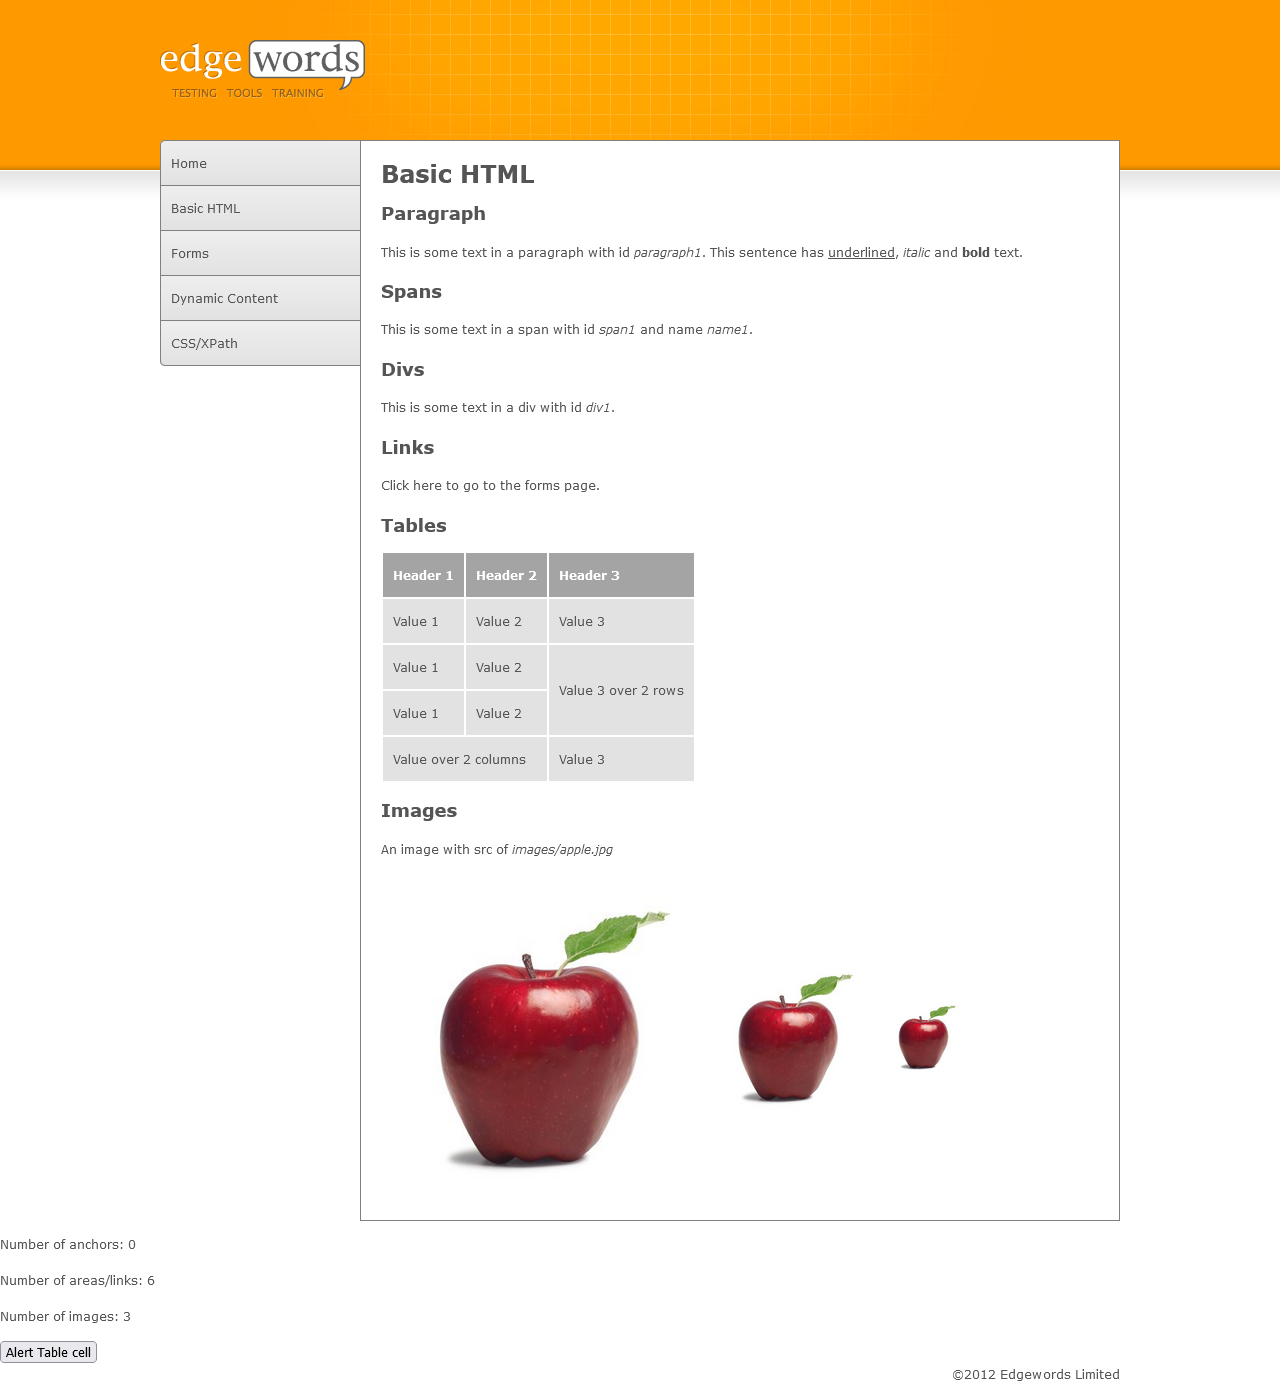 edge words
TESTING TOOLS TRAINING
Home
Basic HTML
Forms
Dynamic Content
CSS/XPath
Basic HTML
Paragraph
This is some text in a paragraph with id paragraph1. This sentence has underlined, italic and bold text.
Spans
This is some text in a span with id span1 and name name1.
Divs
This is some text in a div with id div1.
Links
Click here to go to the forms page.
Tables
Header 1 Header 2 Header 3
Value 1 Value 2 Value 3
Value 1 Value 2
Value 3 over 2 rows
Value 1 Value 2
Value over 2 columns Value 3
Images
An image with src of images/apple.jpg
Number of anchors: 0
Number of areas/links: 6
Number of images: 3
Alert Table cell
©2012 Edgewords Limited